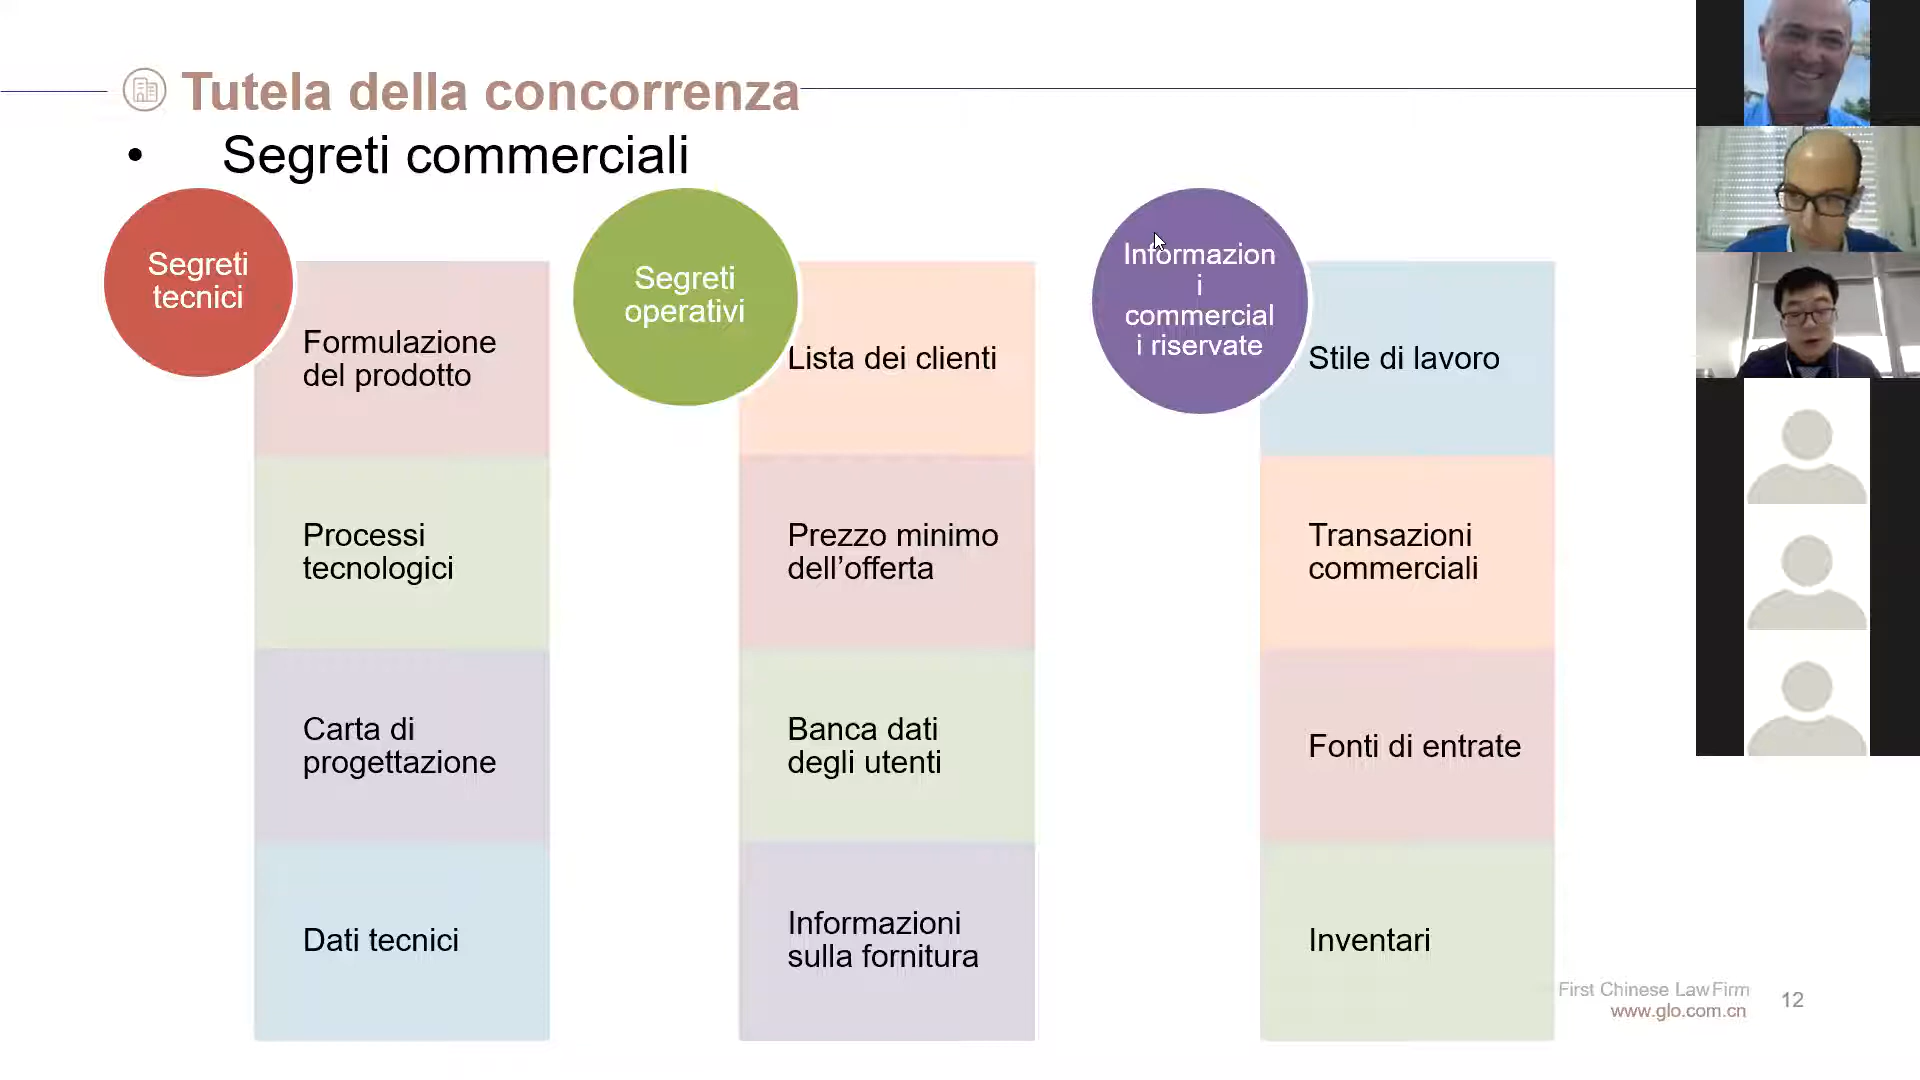 Tutela della concorrenza
• Segreti commerciali
Segreti
tecnici
Formulazione
del prodotto
Processi
tecnologici
Carta di
progettazione
Dati tecnici
Segreti
operativi
Lista dei clienti
Prezzo minimo
dell’offerta
Banca dati
degli utenti
Informazioni
sulla fornitura
Informazion
i
commercial
i riservate
Stile di lavoro
Transazioni
commerciali
Fonti di entrate
Inventari
First Chinese Law Firm
www.glo.com.cn
12